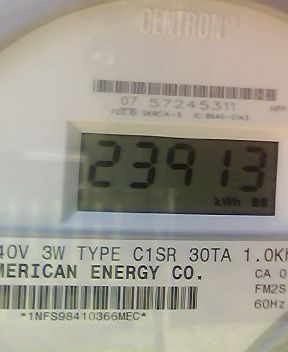 CENTRON®
07 57245311
23913
kWh
40V 3W TYPE C1SR 30TA 1.0K
MERICAN ENERGY CO.
CA 0
FM2S
60Hz
*1NFS98410366MEC*